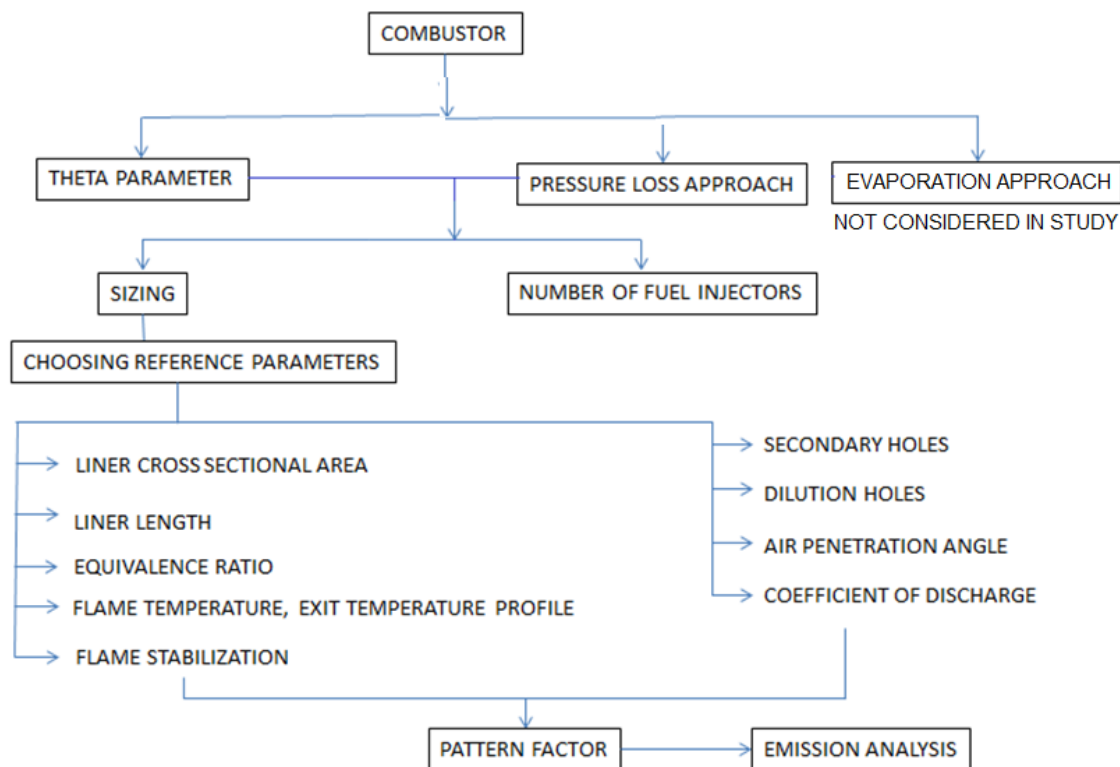 COMBUSTOR
THETA PARAMETER
PRESSURE LOSS APPROACH
EVAPORATION APPROACH
NOT CONSIDERED IN STUDY
SIZING
NUMBER OF FUEL INJECTORS
CHOOSING REFERENCE PARAMETERS
LINER CROSS SECTIONAL AREA
LINER LENGTH
EQUIVALENCE RATIO
FLAME TEMPERATURE, EXIT TEMPERATURE PROFILE
FLAME STABILIZATION
SECONDARY HOLES
DILUTION HOLES
AIR PENETRATION ANGLE
COEFFICIENT OF DISCHARGE
PATTERN FACTOR
EMISSION ANALYSIS